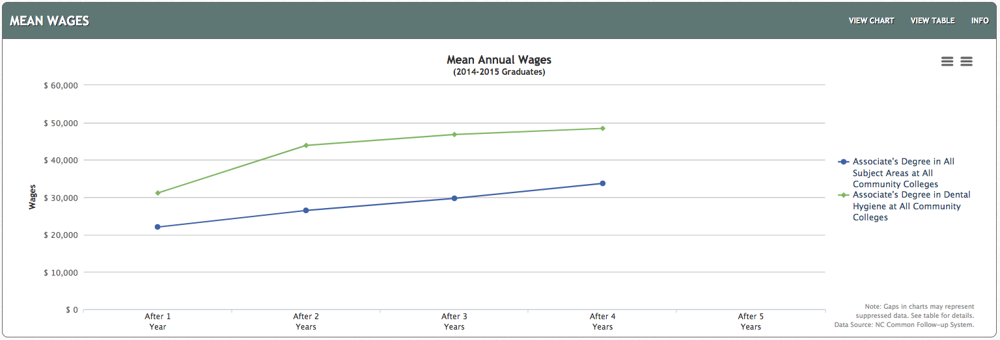 MEAN WAGES
VIEW CHART VIEW TABLE INFO
Mean Annual Wages
(2014-2015 Graduates)
$ 60,000
$ 50,000
$ 40,000
$ 30,000
$ 20,000
$ 10,000
$ 0
Wages
After 1
Year
After 2
Years
After 3
Years
After 4
Years
After 5
Years
Associate's Degree in All
Subject Areas at All
Community Colleges
Associate's Degree in Dental
Hygiene at All Community
Colleges
Note: Gaps in charts may represent
suppressed data. See table for details.
Data Source: NC Common Follow-up System.